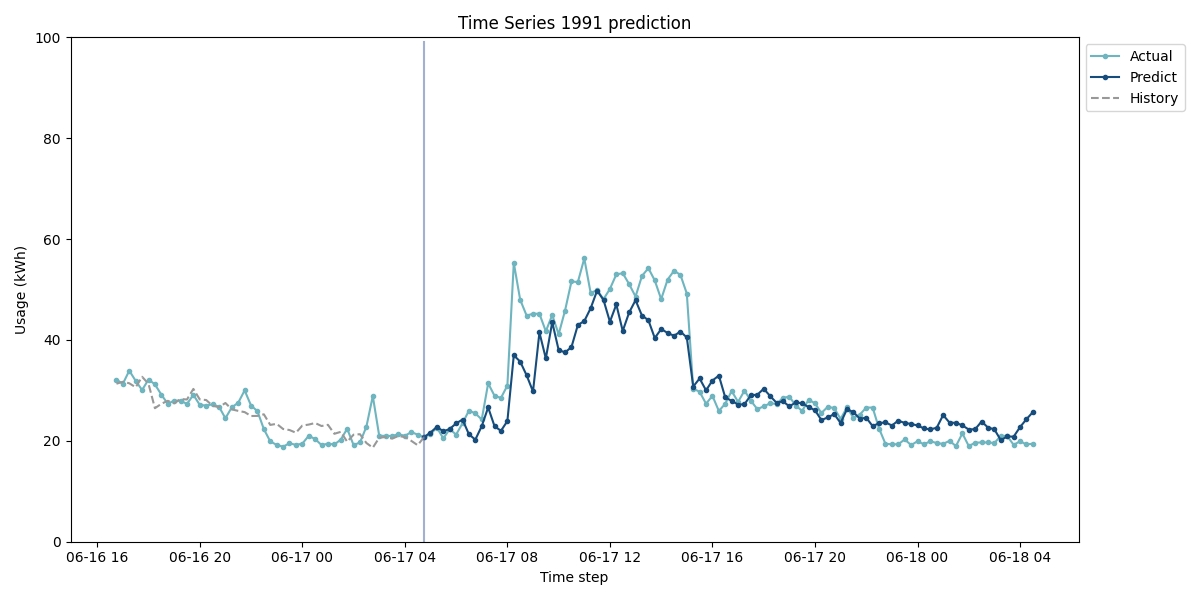 Time Series 1991 prediction
Actual
Predict
History
Usage (kWh)
100
80
60
40
20
0
06-16 16 06-16 20 06-17 00 06-17 04 06-17 08 06-17 12 06-17 16 06-17 20 06-18 00 06-18 04
Time step